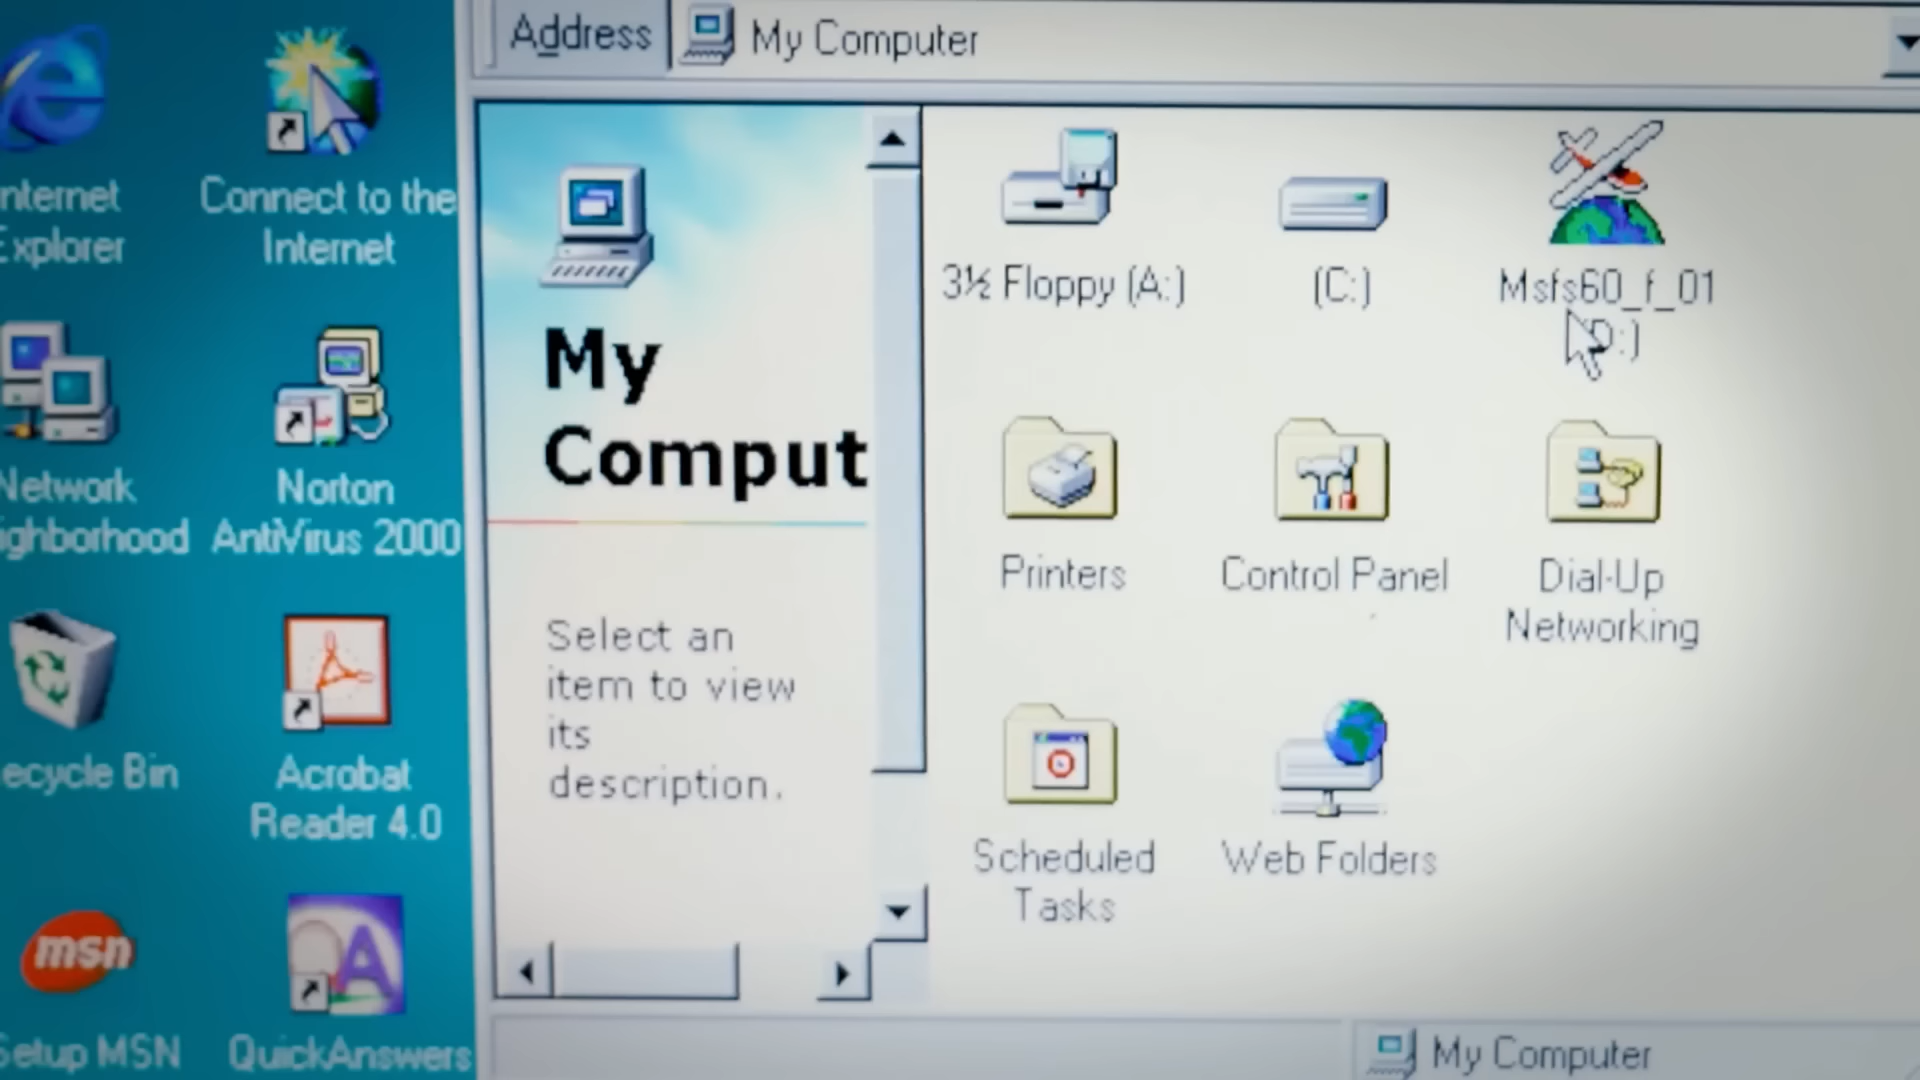 Address My Computer
nternet
Explorer
Connect to the
Internet
Network
ighborhood
Norton
AntiVirus 2000
ecycle Bin
Acrobat
Reader 4.0
msn
Setup MSN
A
QuickAnswers
My
Comput
Select an
item to view
its
description.
3½ Floppy (A:)
(C:)
Msfs60_f_01
D:)
Printers
Control Panel
Dial-Up
Networking
Scheduled
Tasks
Web Folders
My Computer